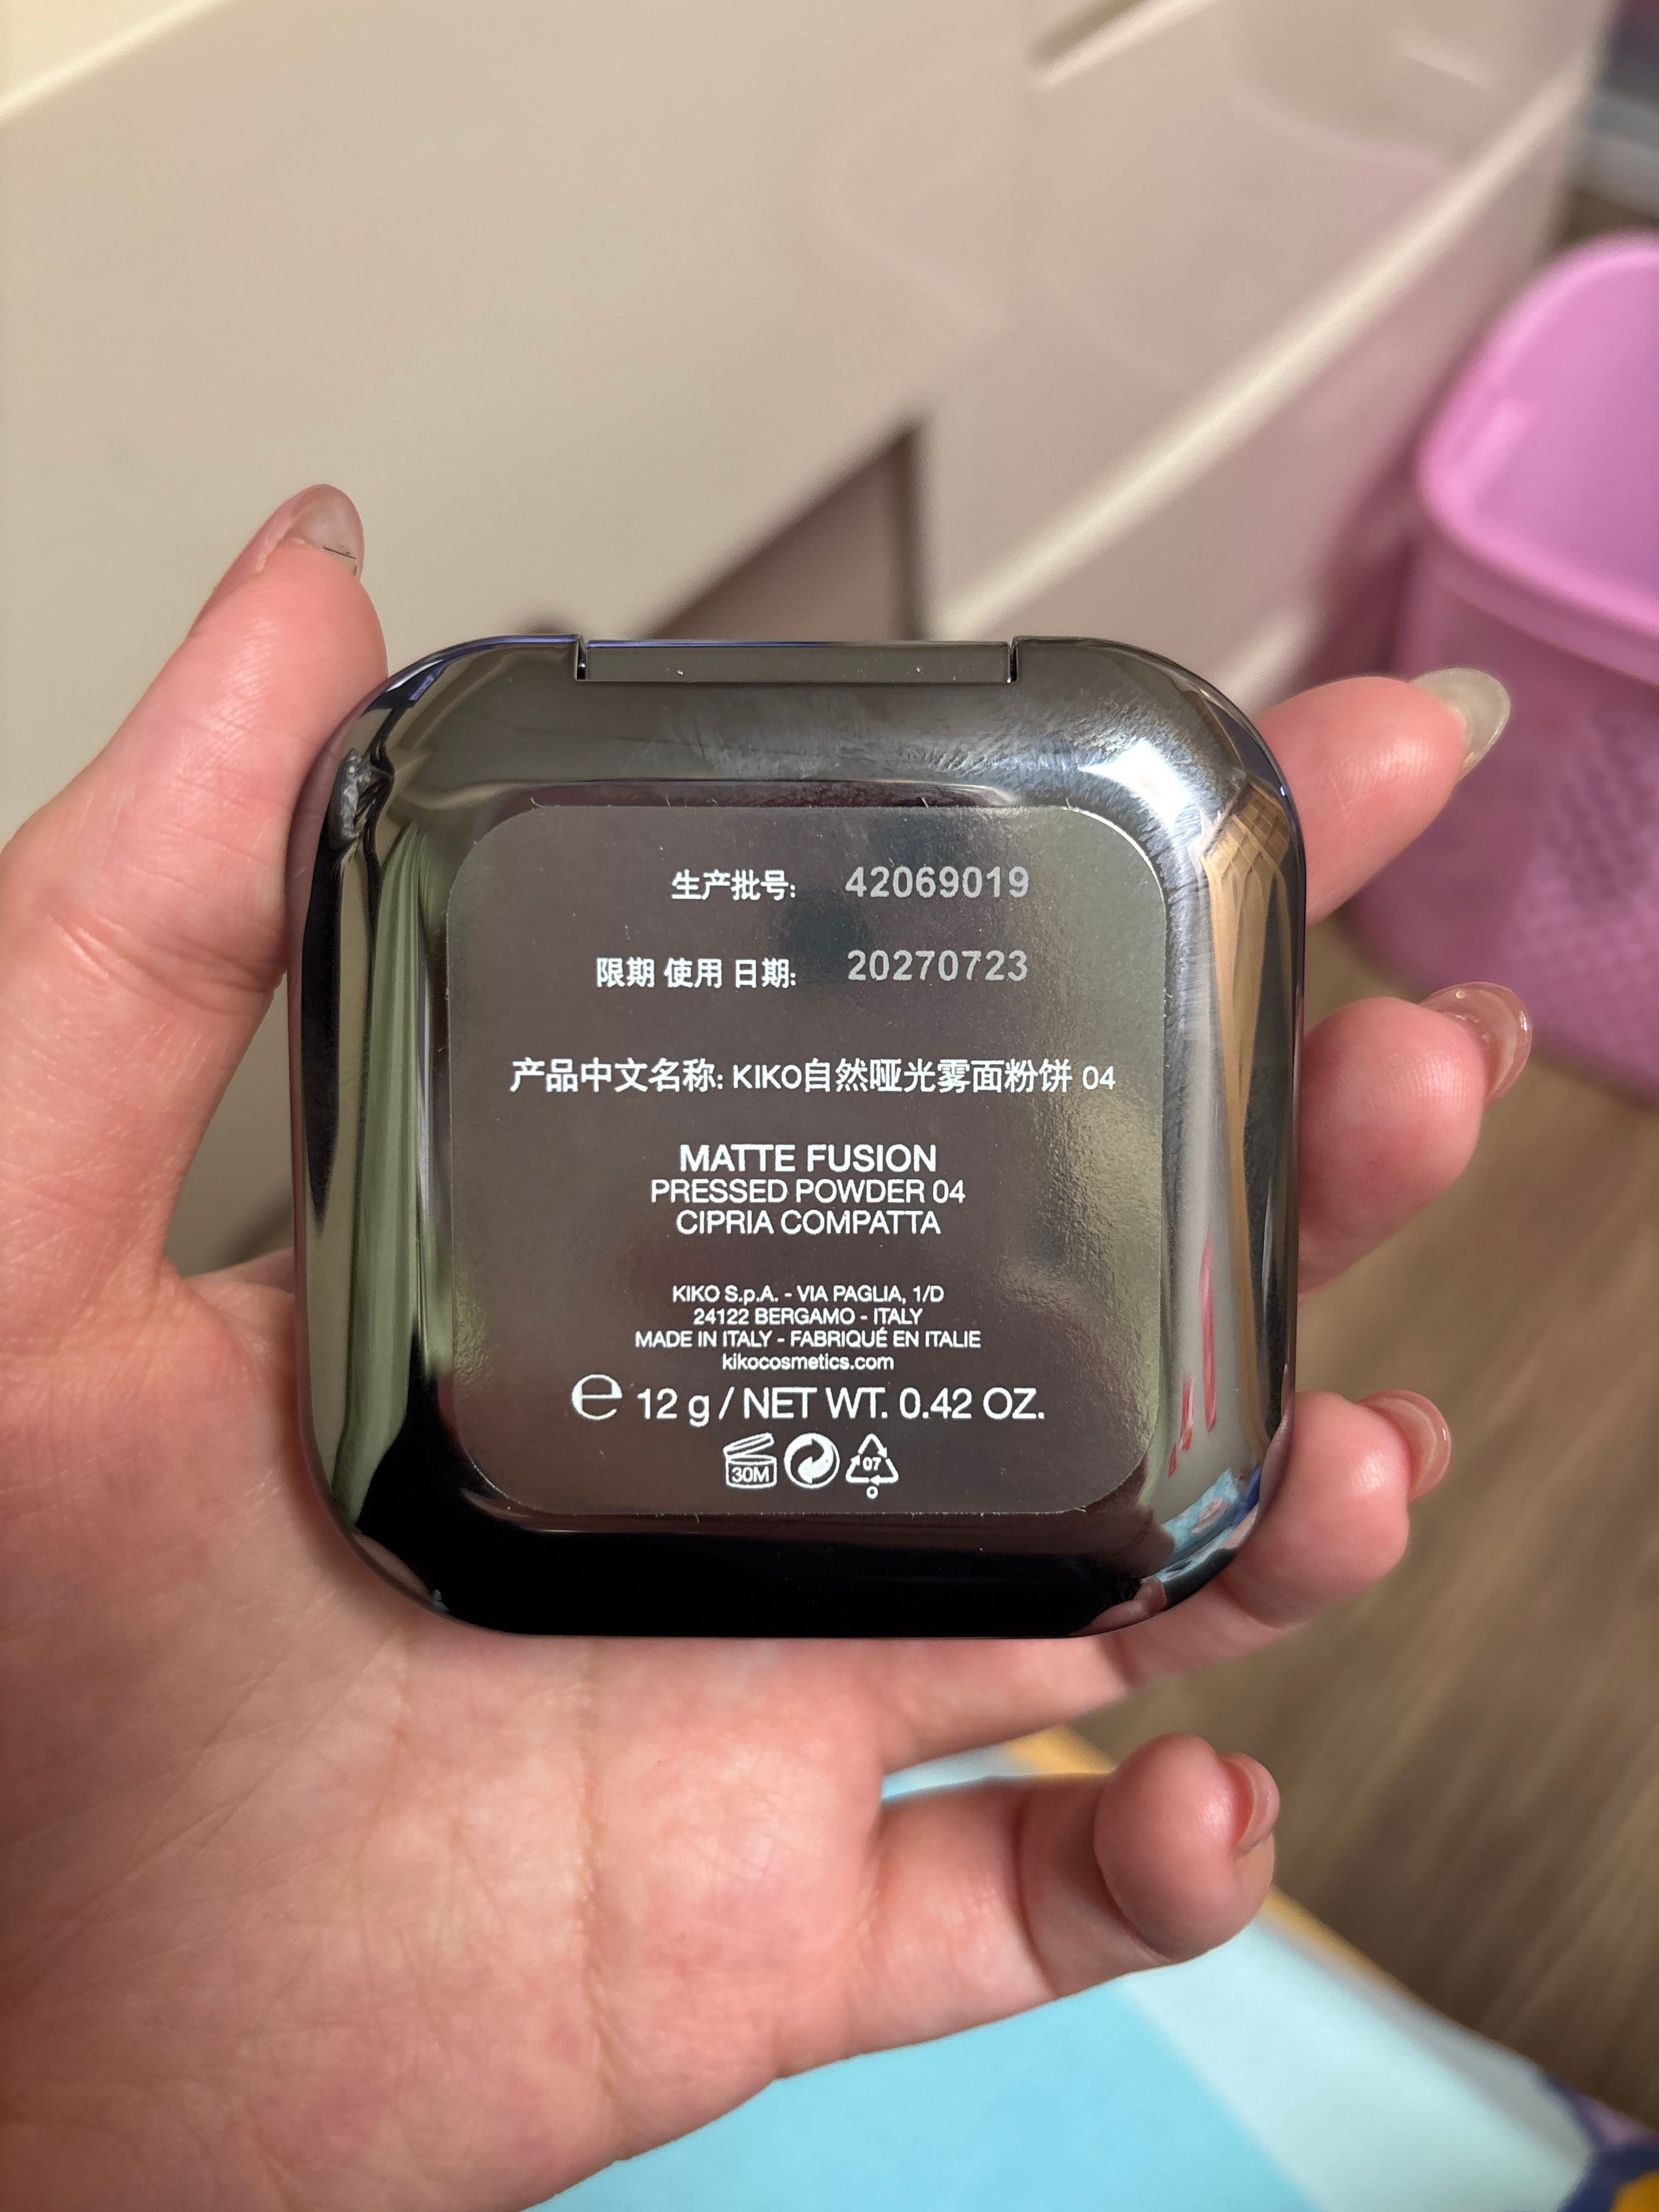 生产批号: 42069019
限期 使用 日期: 20270723
产品中文名称: KIKO自然哑光雾面粉饼 04
MATTE FUSION
PRESSED POWDER 04
CIPRIA COMPATTA
KIKO S.p.A. - VIA PAGLIA, 1/D
24122 BERGAMO - ITALY
MADE IN ITALY - FABRIQUÉ EN ITALIE
kikocosmetics.com
℮ 12 g / NET WT. 0.42 OZ.
30M 07